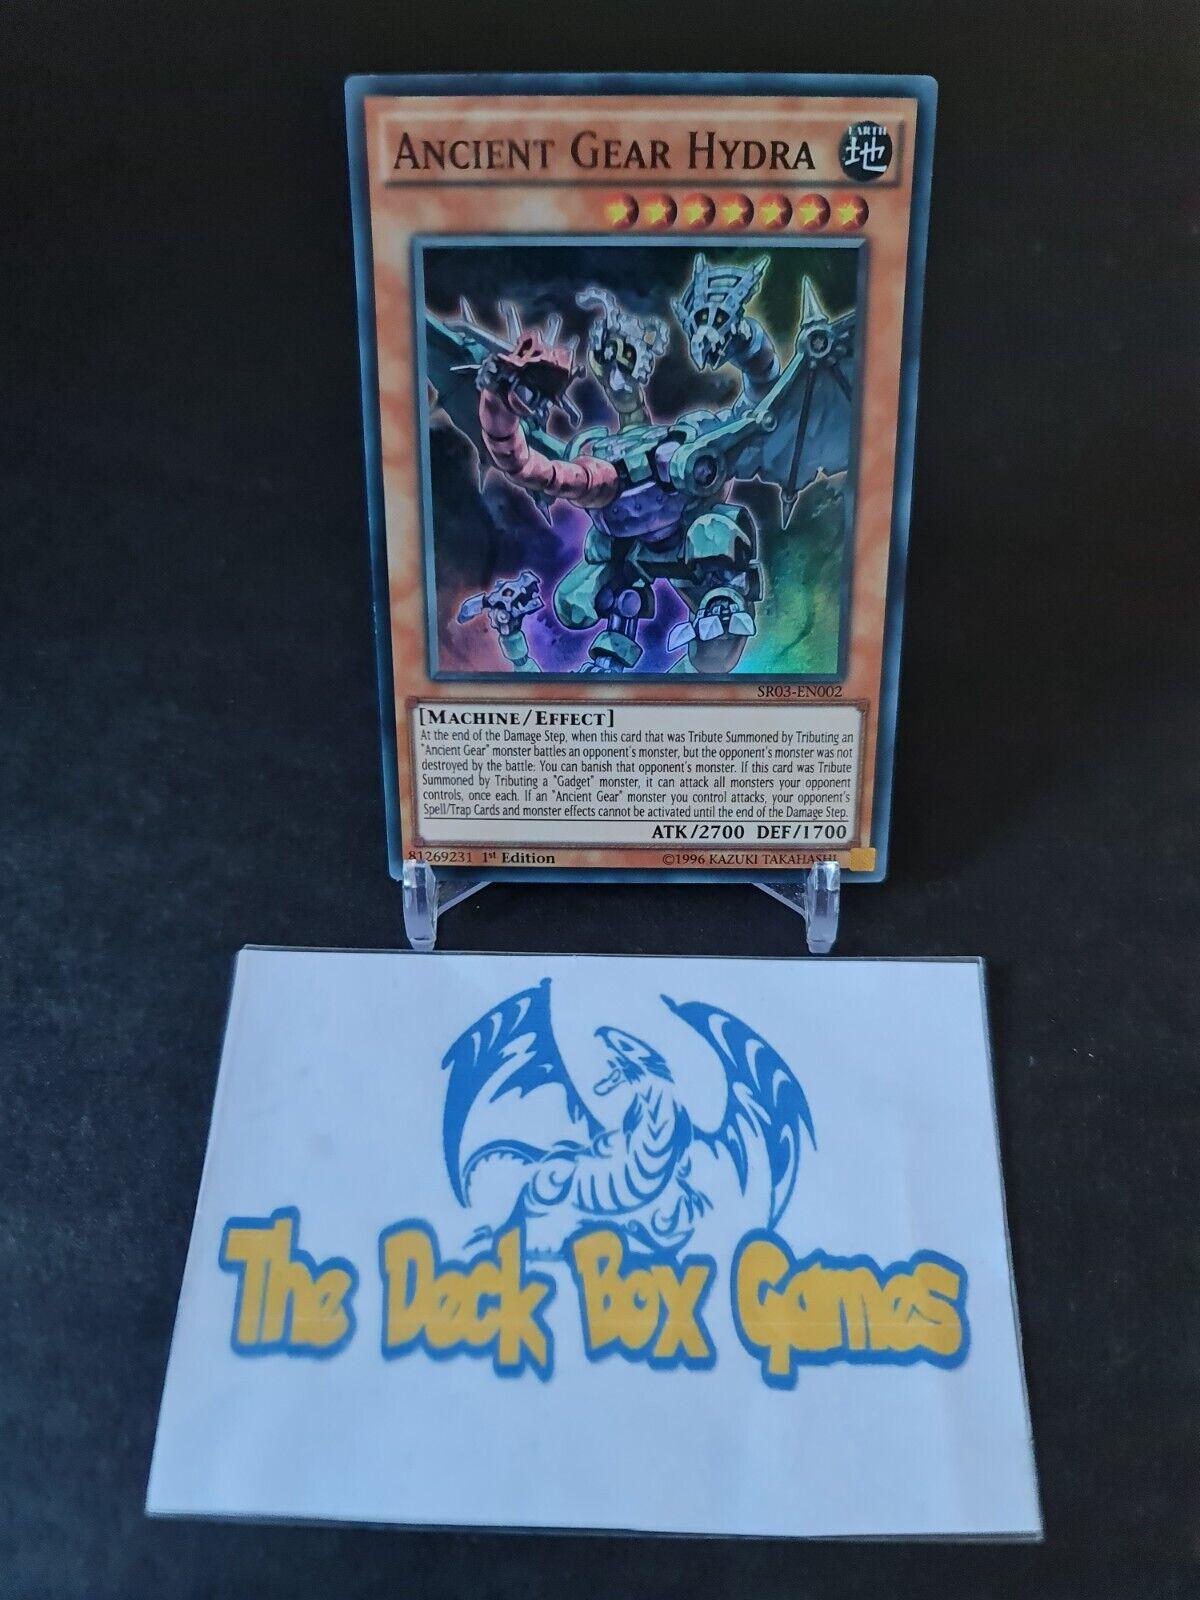 ANCIENT GEAR HYDRA
EARTH
地
SR03-EN002
[MACHINE/EFFECT]
At the end of the Damage Step, when this card that was Tribute Summoned by Tributing an
"Ancient Gear" monster battles an opponent's monster, but the opponent's monster was not
destroyed by the battle: You can banish that opponent's monster. If this card was Tribute
Summoned by Tributing a "Gadget" monster, it can attack all monsters your opponent
controls, once each. If an "Ancient Gear" monster you control attacks, your opponent's
Spell/Trap Cards and monster effects cannot be activated until the end of the Damage Step.
ATK/2700 DEF/1700
81269231 1st Edition ©1996 KAZUKI TAKAHASHI
The Deck Box Games